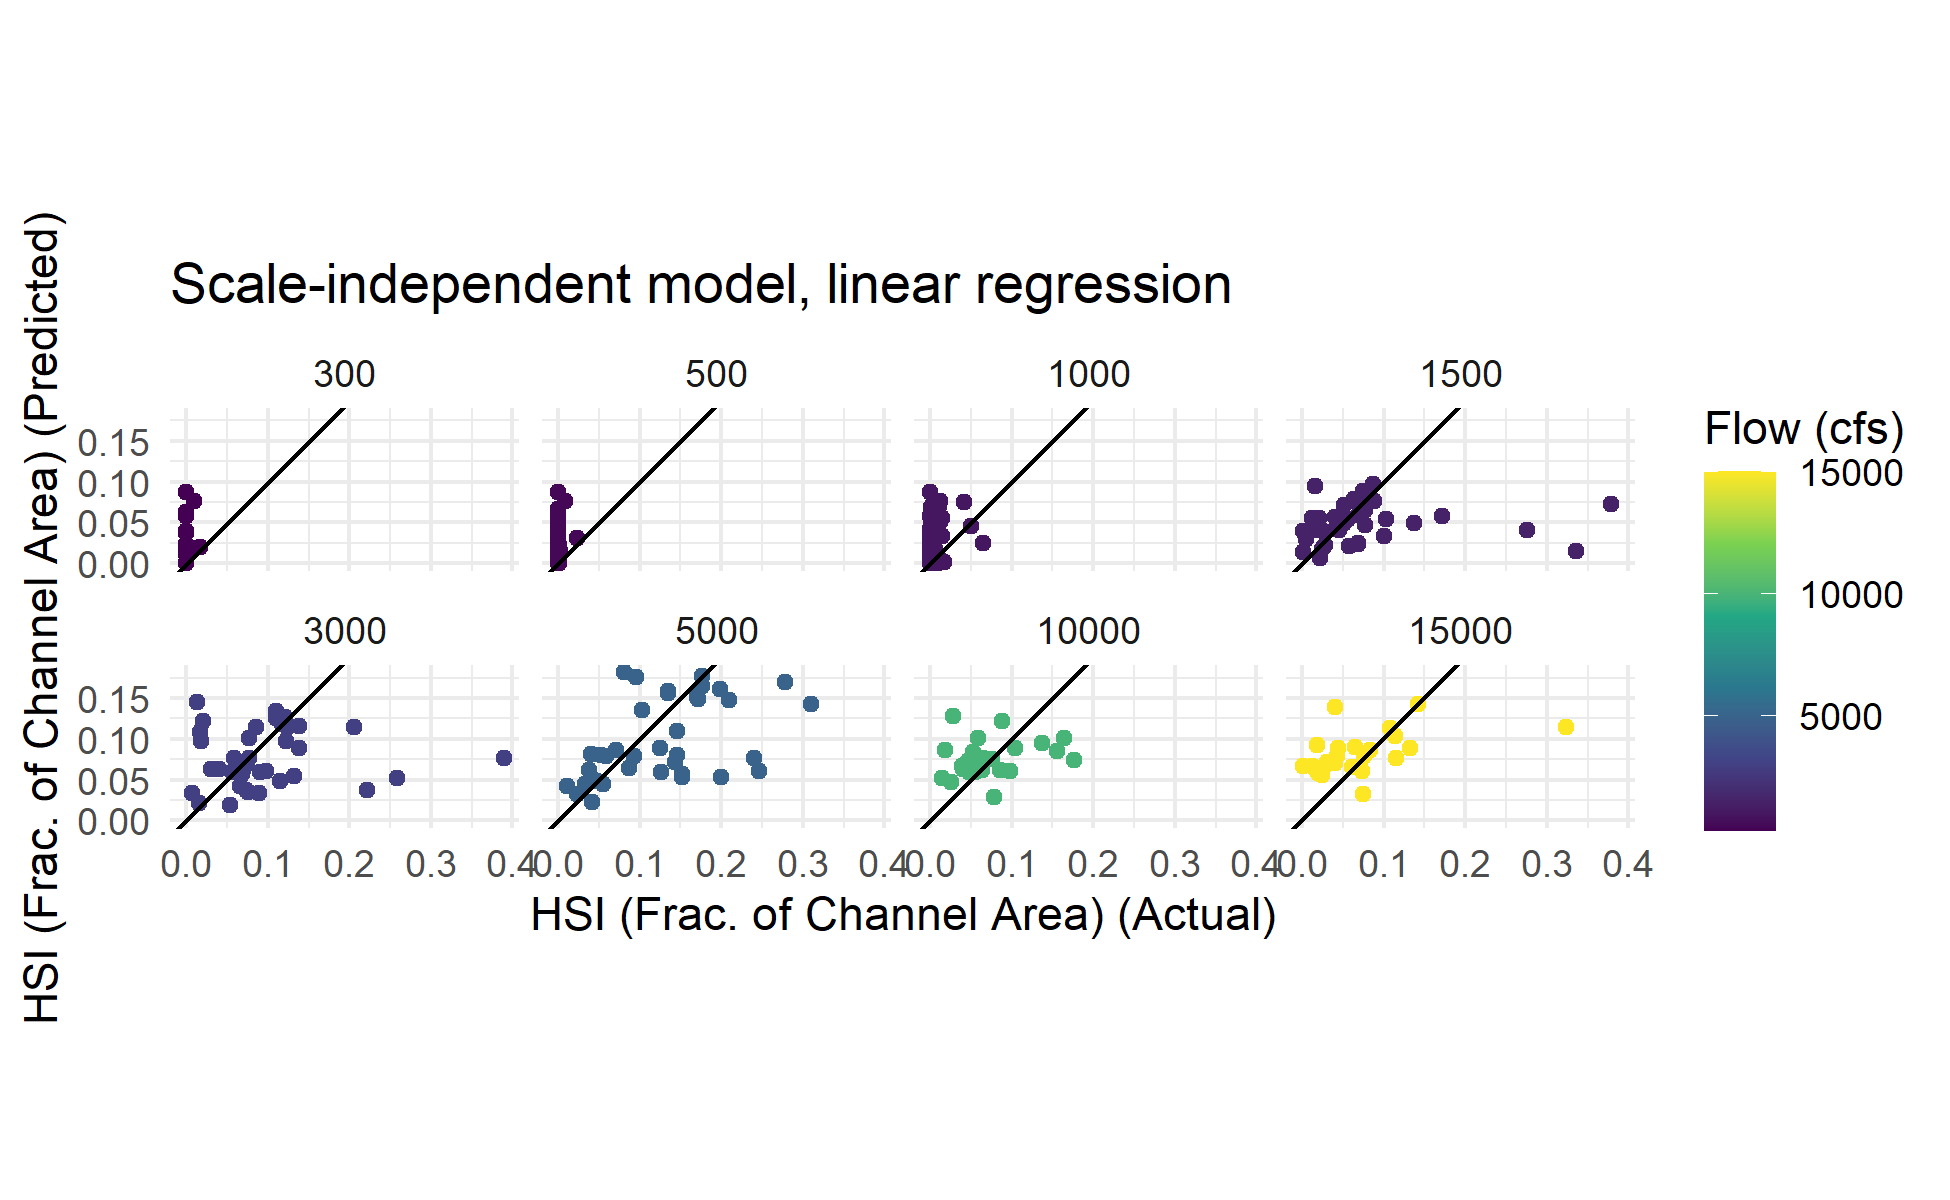 Scale-independent model, linear regression
HSI (Frac. of Channel Area) (Predicted)
300 500 1000 1500
0.15
0.10
0.05
0.00
3000 5000 10000 15000
0.15
0.10
0.05
0.00
0.0 0.1 0.2 0.3 0.4 0.0 0.1 0.2 0.3 0.4 0.0 0.1 0.2 0.3 0.4 0.0 0.1 0.2 0.3 0.4
HSI (Frac. of Channel Area) (Actual)
Flow (cfs)
15000
10000
5000